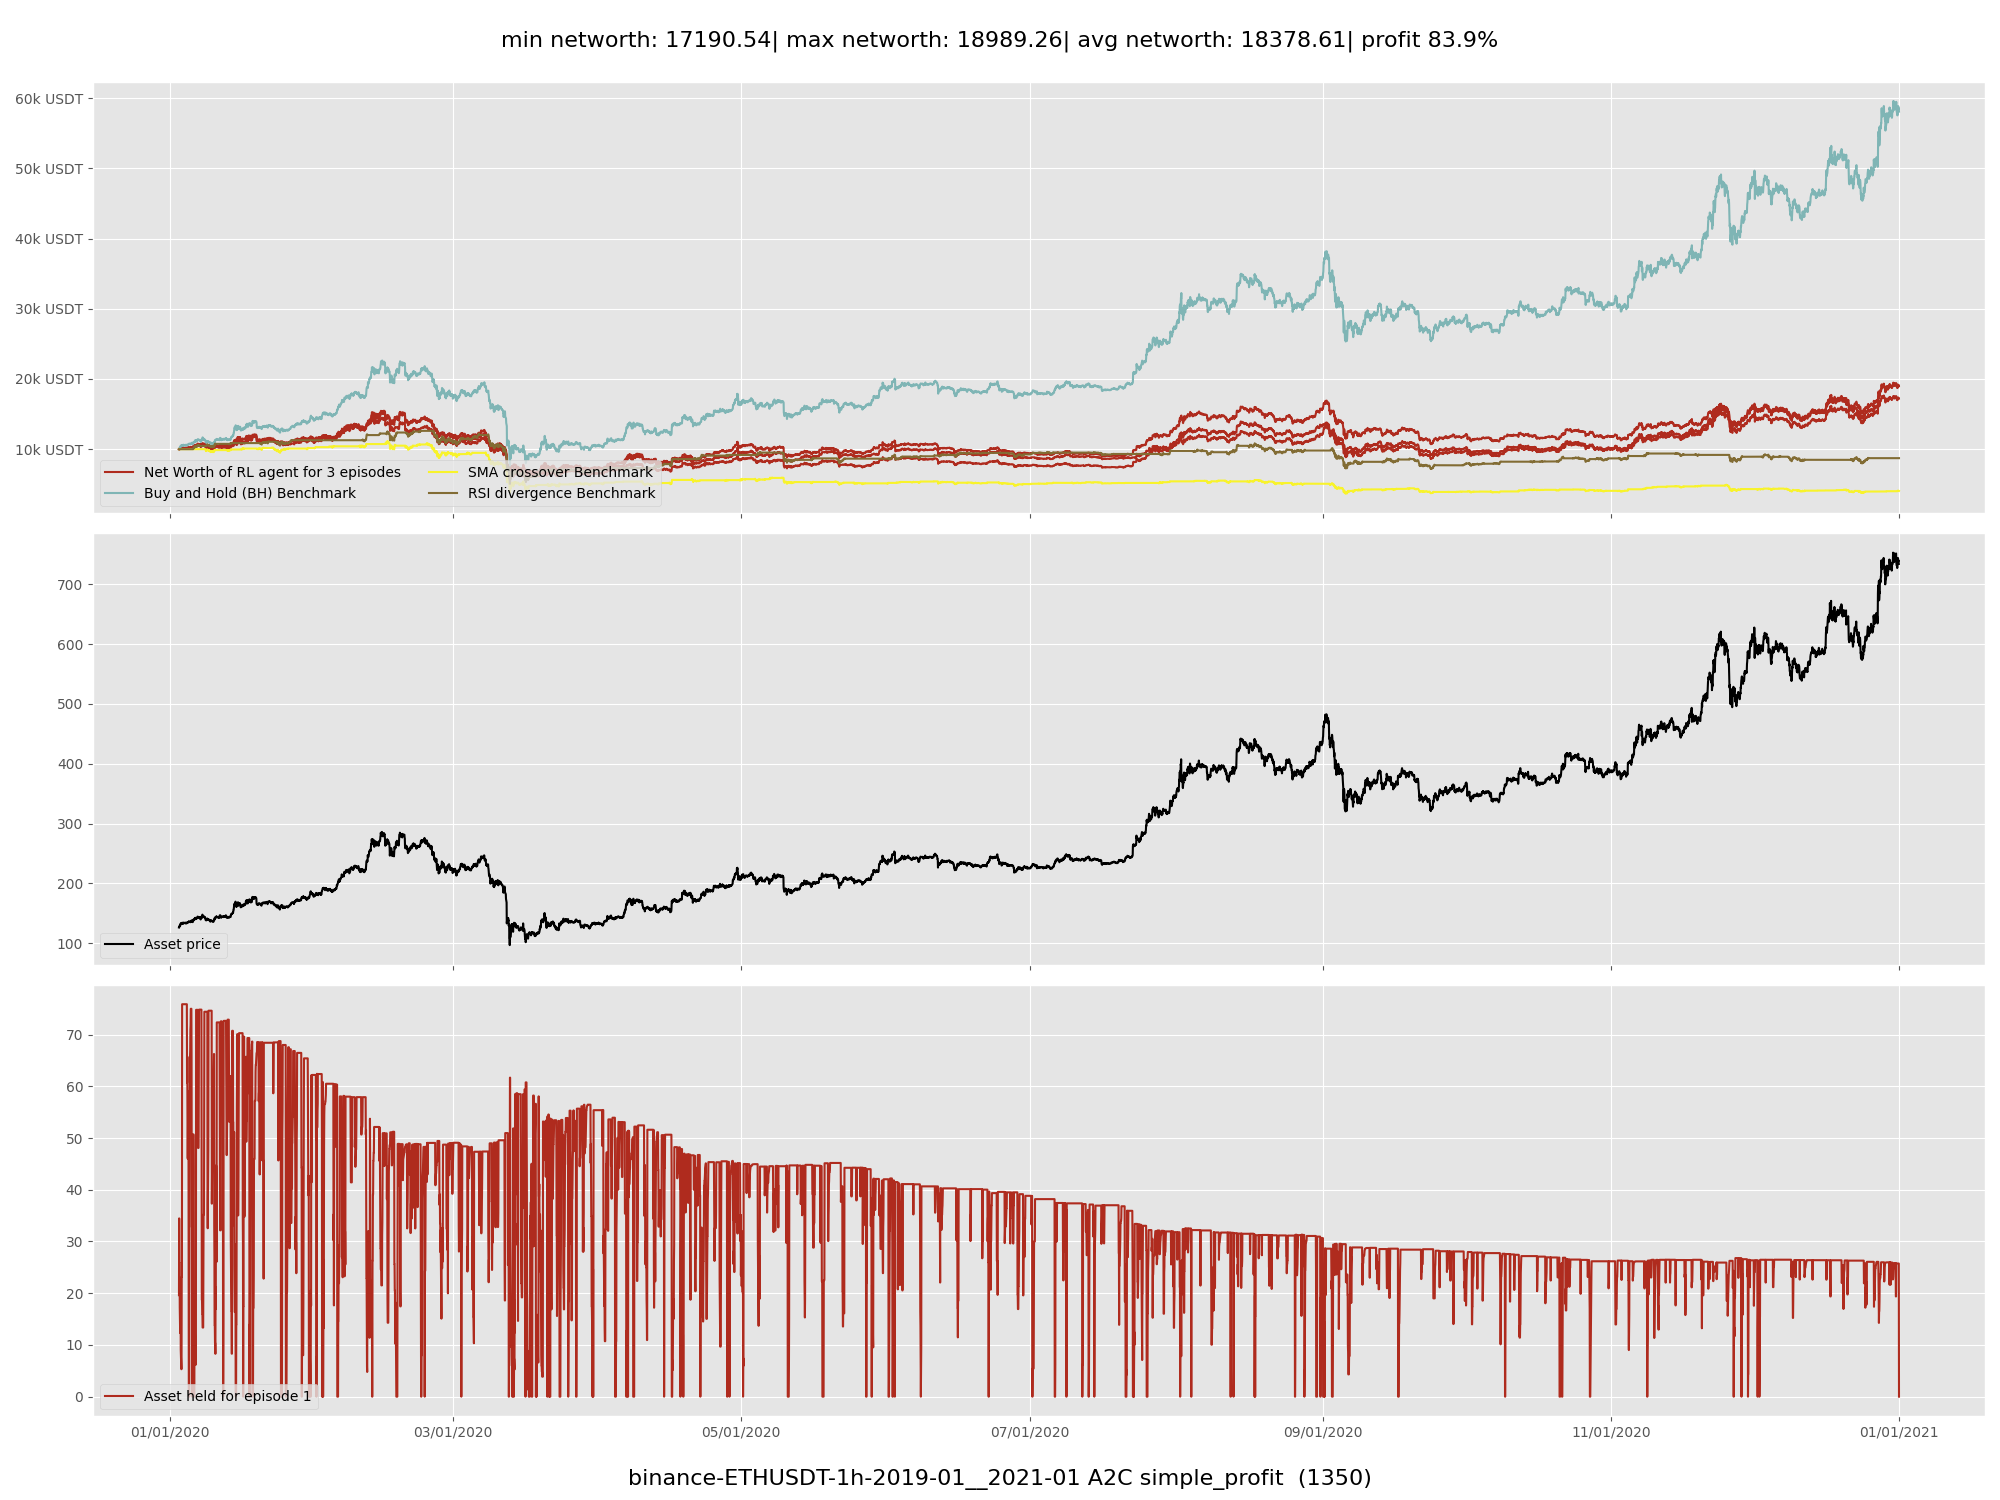 min networth: 17190.54| max networth: 18989.26| avg networth: 18378.61| profit 83.9%
60k USDT
50k USDT
40k USDT
30k USDT
20k USDT
10k USDT
Net Worth of RL agent for 3 episodes
Buy and Hold (BH) Benchmark
SMA crossover Benchmark
RSI divergence Benchmark
700
600
500
400
300
200
100
Asset price
70
60
50
40
30
20
10
0
Asset held for episode 1
01/01/2020 03/01/2020 05/01/2020 07/01/2020 09/01/2020 11/01/2020 01/01/2021
binance-ETHUSDT-1h-2019-01__2021-01 A2C simple_profit (1350)